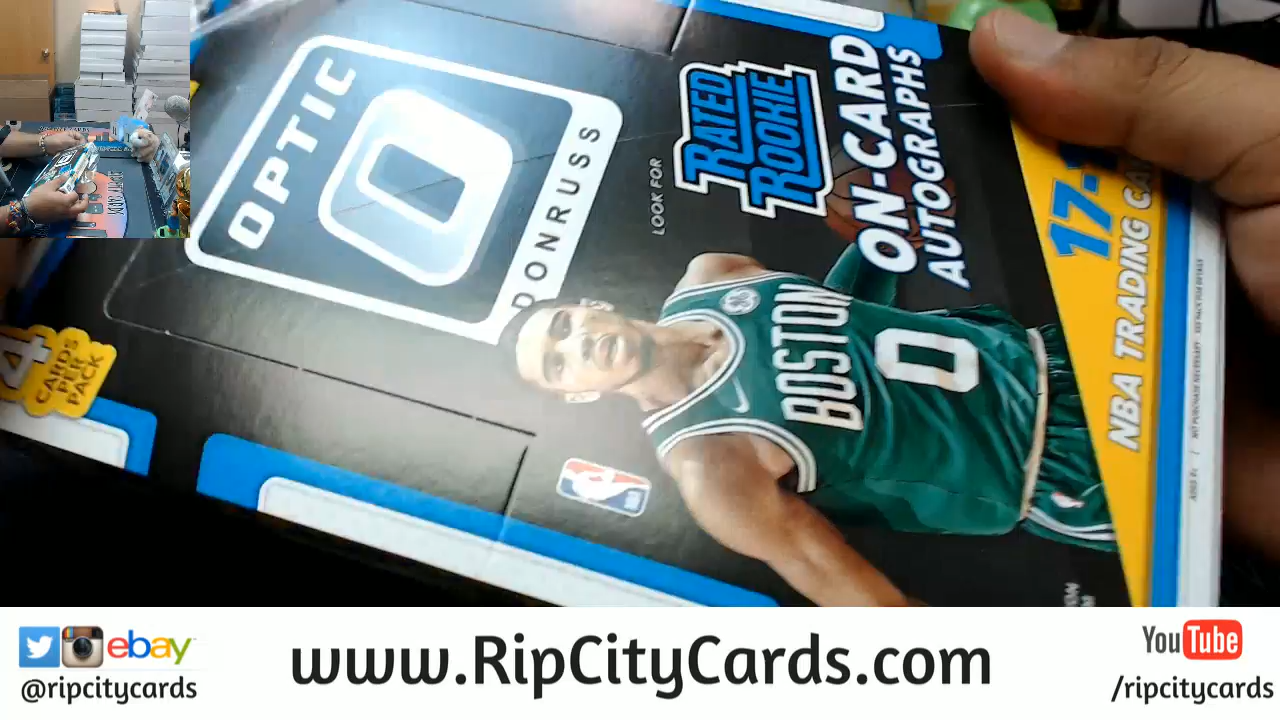 OPTIC
DONRUSS
LOOK FOR
RATED
ROOKIE
ON-CARD
AUTOGRAPHS
17-
NBA TRADING CA
4
CARDS
PER
PACK
BOSTON
0
ebay
@ripcitycards
www.RipCityCards.com
YouTube
/ripcitycards